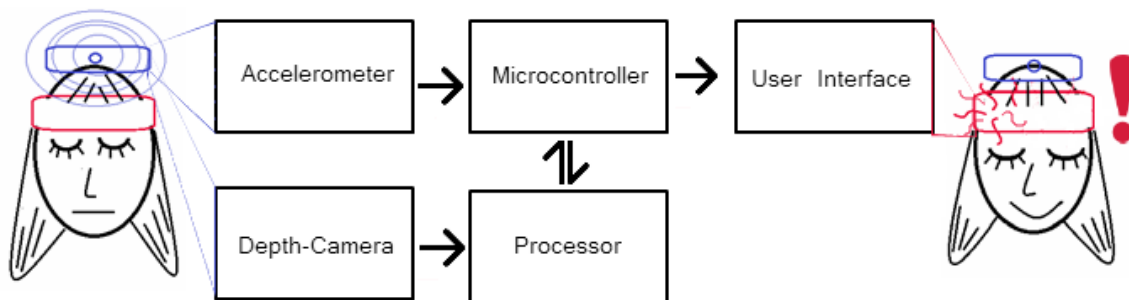 Accelerometer
Microcontroller
User Interface
Depth-Camera
Processor
!